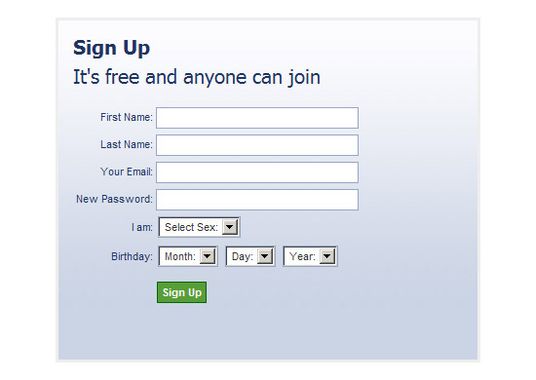 Sign Up
It's free and anyone can join
First Name:
Last Name:
Your Email:
New Password:
I am: Select Sex:
Birthday: Month: Day: Year:
Sign Up